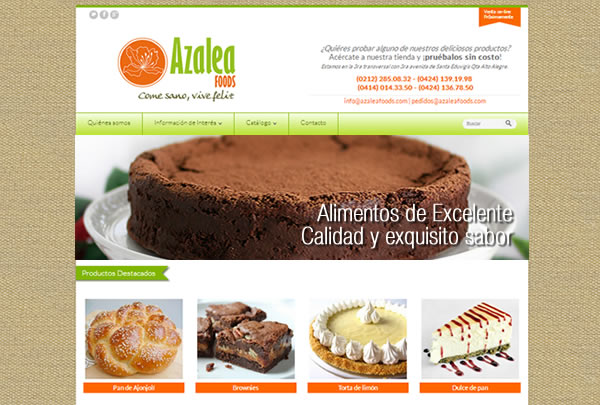 Venta on-line
Próximamente
Azalea
FOODS
Come sano, vive feliz
¿Quiéres probar alguno de nuestros deliciosos productos?
Acércate a nuestra tienda y ¡pruébalos sin costo!
Estamos en la 3ra transversal con 3ra avenida de Santa Eduvigis Qta Alto Alegre.
(0212) 285.08.32 - (0424) 139.19.98
(0414) 014.33.50 - (0424) 136.78.50
info@azaleafoods.com | pedidos@azaleafoods.com
Quiénes somos
Información de Interés
Catálogo
Contacto
Buscar
Alimentos de Excelente
Calidad y exquisito sabor
Productos Destacados
Pan de Ajonjolí
Brownies
Torta de limón
Dulce de pan